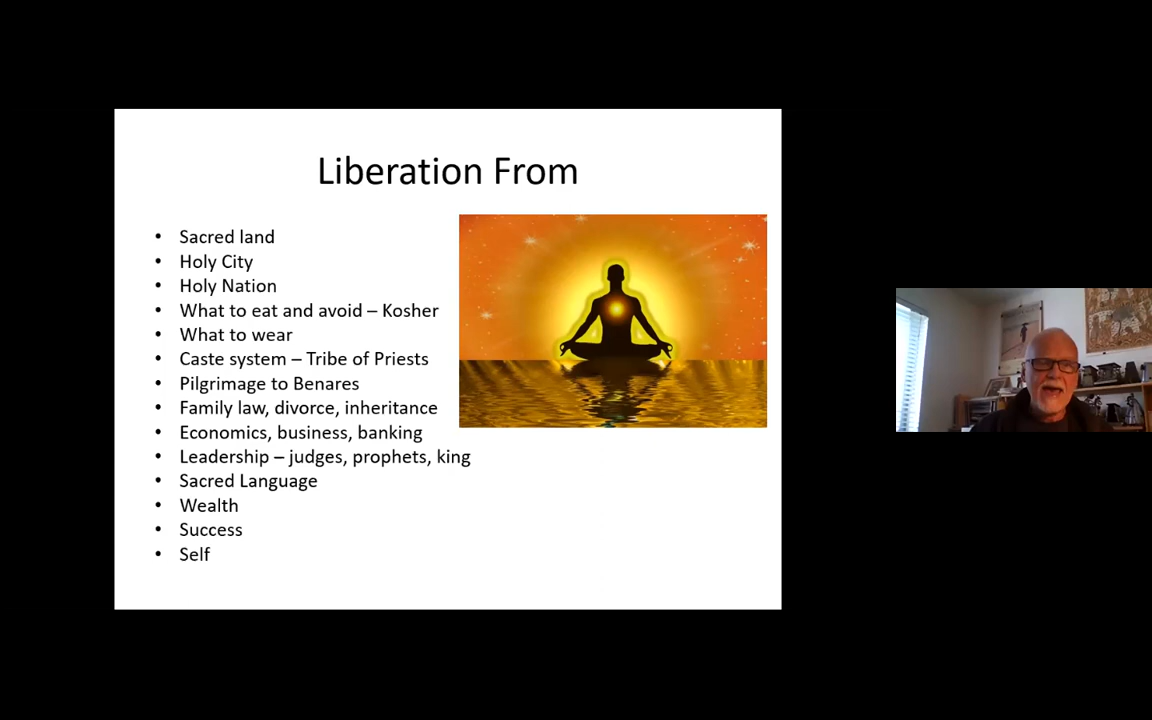 Liberation From
• Sacred land
• Holy City
• Holy Nation
• What to eat and avoid – Kosher
• What to wear
• Caste system – Tribe of Priests
• Pilgrimage to Benares
• Family law, divorce, inheritance
• Economics, business, banking
• Leadership – judges, prophets, king
• Sacred Language
• Wealth
• Success
• Self